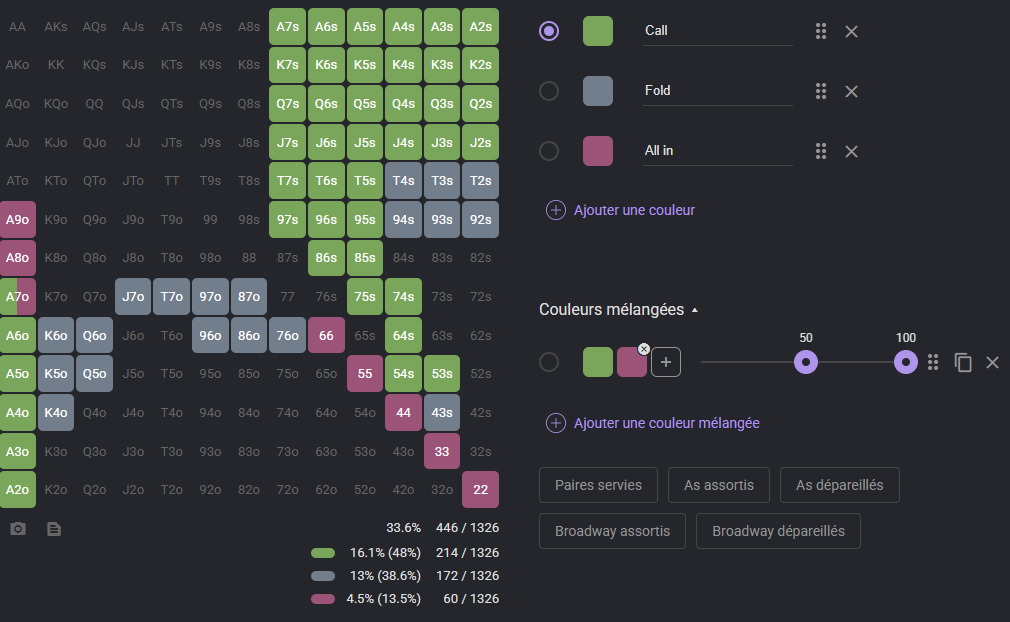 AA AKs AQs AJs ATs A9s A8s A7s A6s A5s A4s A3s A2s
AKo KK KQs KJs KTs K9s K8s K7s K6s K5s K4s K3s K2s
AQo KQo QQ QJs QTs Q9s Q8s Q7s Q6s Q5s Q4s Q3s Q2s
AJo KJo QJo JJ JTs J9s J8s J7s J6s J5s J4s J3s J2s
ATo KTo QTo JTo TT T9s T8s T7s T6s T5s T4s T3s T2s
A9o K9o Q9o J9o T9o 99 98s 97s 96s 95s 94s 93s 92s
A8o K8o Q8o J8o T8o 98o 88 87s 86s 85s 84s 83s 82s
A7o K7o Q7o J7o T7o 97o 87o 77 76s 75s 74s 73s 72s
A6o K6o Q6o J6o T6o 96o 86o 76o 66 65s 64s 63s 62s
A5o K5o Q5o J5o T5o 95o 85o 75o 65o 55 54s 53s 52s
A4o K4o Q4o J4o T4o 94o 84o 74o 64o 54o 44 43s 42s
A3o K3o Q3o J3o T3o 93o 83o 73o 63o 53o 43o 33 32s
A2o K2o Q2o J2o T2o 92o 82o 72o 62o 52o 42o 32o 22
33.6% 446 / 1326
16.1% (48%) 214 / 1326
13% (38.6%) 172 / 1326
4.5% (13.5%) 60 / 1326
Call
Fold
All in
Ajouter une couleur
Couleurs mélangées
50 100
Ajouter une couleur mélangée
Paires servies As assortis As dépareillés
Broadway assortis Broadway dépareillés